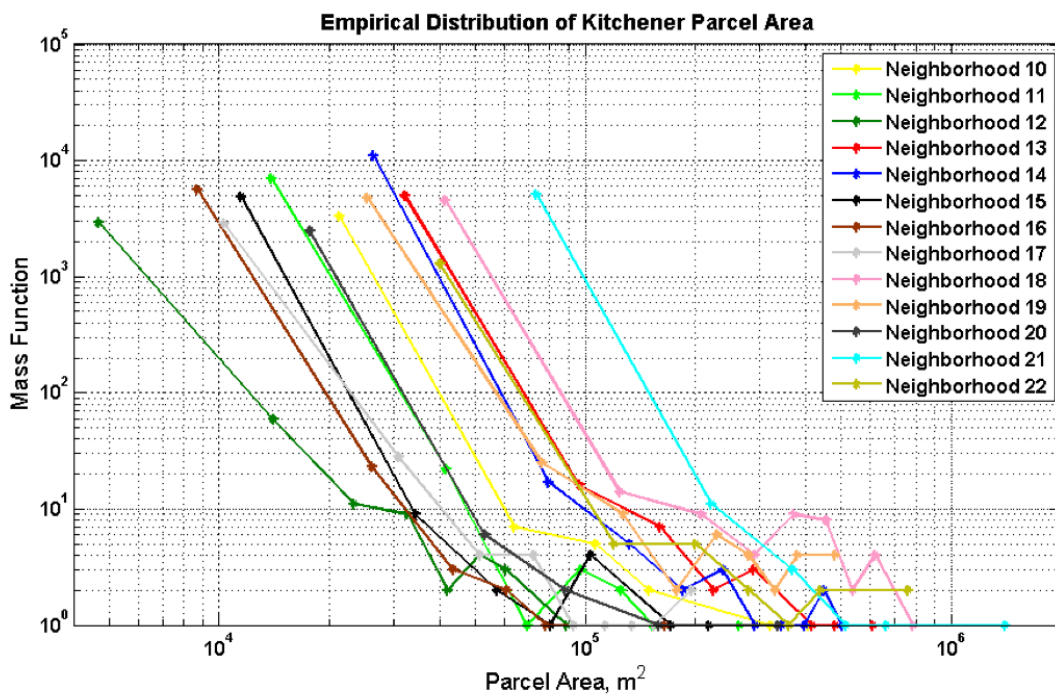 Empirical Distribution of Kitchener Parcel Area
10^5
10^4
10^3
10^2
10^1
10^0
Mass Function
Neighborhood 10
Neighborhood 11
Neighborhood 12
Neighborhood 13
Neighborhood 14
Neighborhood 15
Neighborhood 16
Neighborhood 17
Neighborhood 18
Neighborhood 19
Neighborhood 20
Neighborhood 21
Neighborhood 22
10^4
10^5
10^6
Parcel Area, m^2